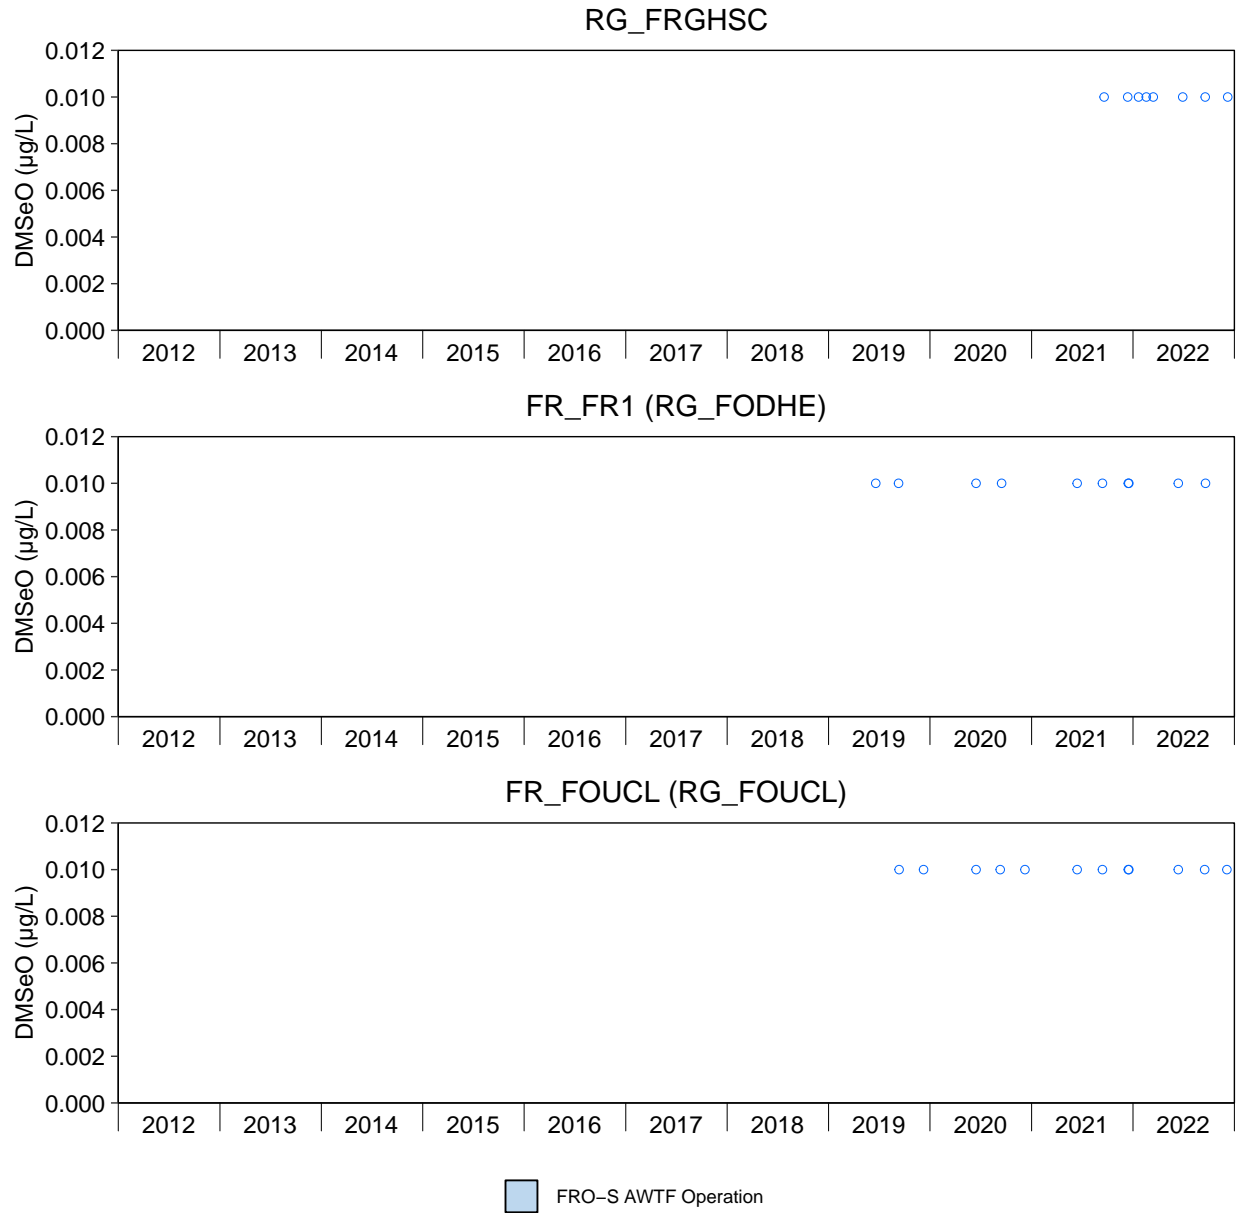 RG_FRGHSC
DMSeO (µg/L)
0.012
0.010
0.008
0.006
0.004
0.002
0.000
2012 2013 2014 2015 2016 2017 2018 2019 2020 2021 2022
FR_FR1 (RG_FODHE)
DMSeO (µg/L)
0.012
0.010
0.008
0.006
0.004
0.002
0.000
2012 2013 2014 2015 2016 2017 2018 2019 2020 2021 2022
FR_FOUCL (RG_FOUCL)
DMSeO (µg/L)
0.012
0.010
0.008
0.006
0.004
0.002
0.000
2012 2013 2014 2015 2016 2017 2018 2019 2020 2021 2022
FRO−S AWTF Operation